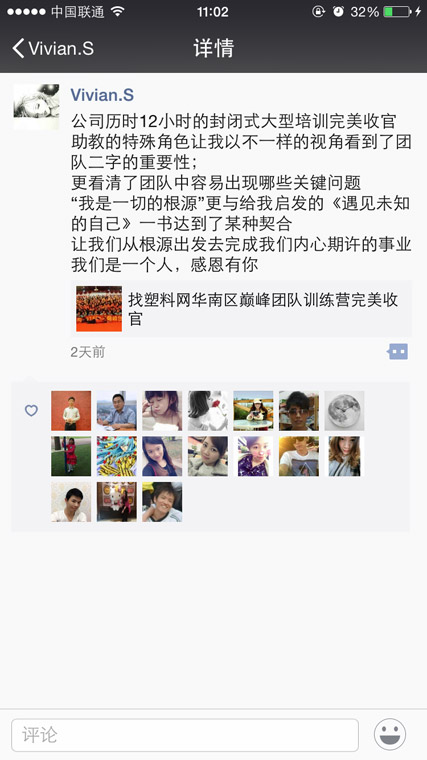 中国联通 11:02 32%
Vivian.S 详情
Vivian.S
公司历时12小时的封闭式大型培训完美收官
助教的特殊角色让我以不一样的视角看到了团
队二字的重要性；
更看清了团队中容易出现哪些关键问题
“我是一切的根源”更与给我启发的《遇见未知
的自己》一书达到了某种契合
让我们从根源出发去完成我们内心期许的事业
我们是一个人，感恩有你
找塑料网华南区巅峰团队训练营完美收
官
2天前
评论